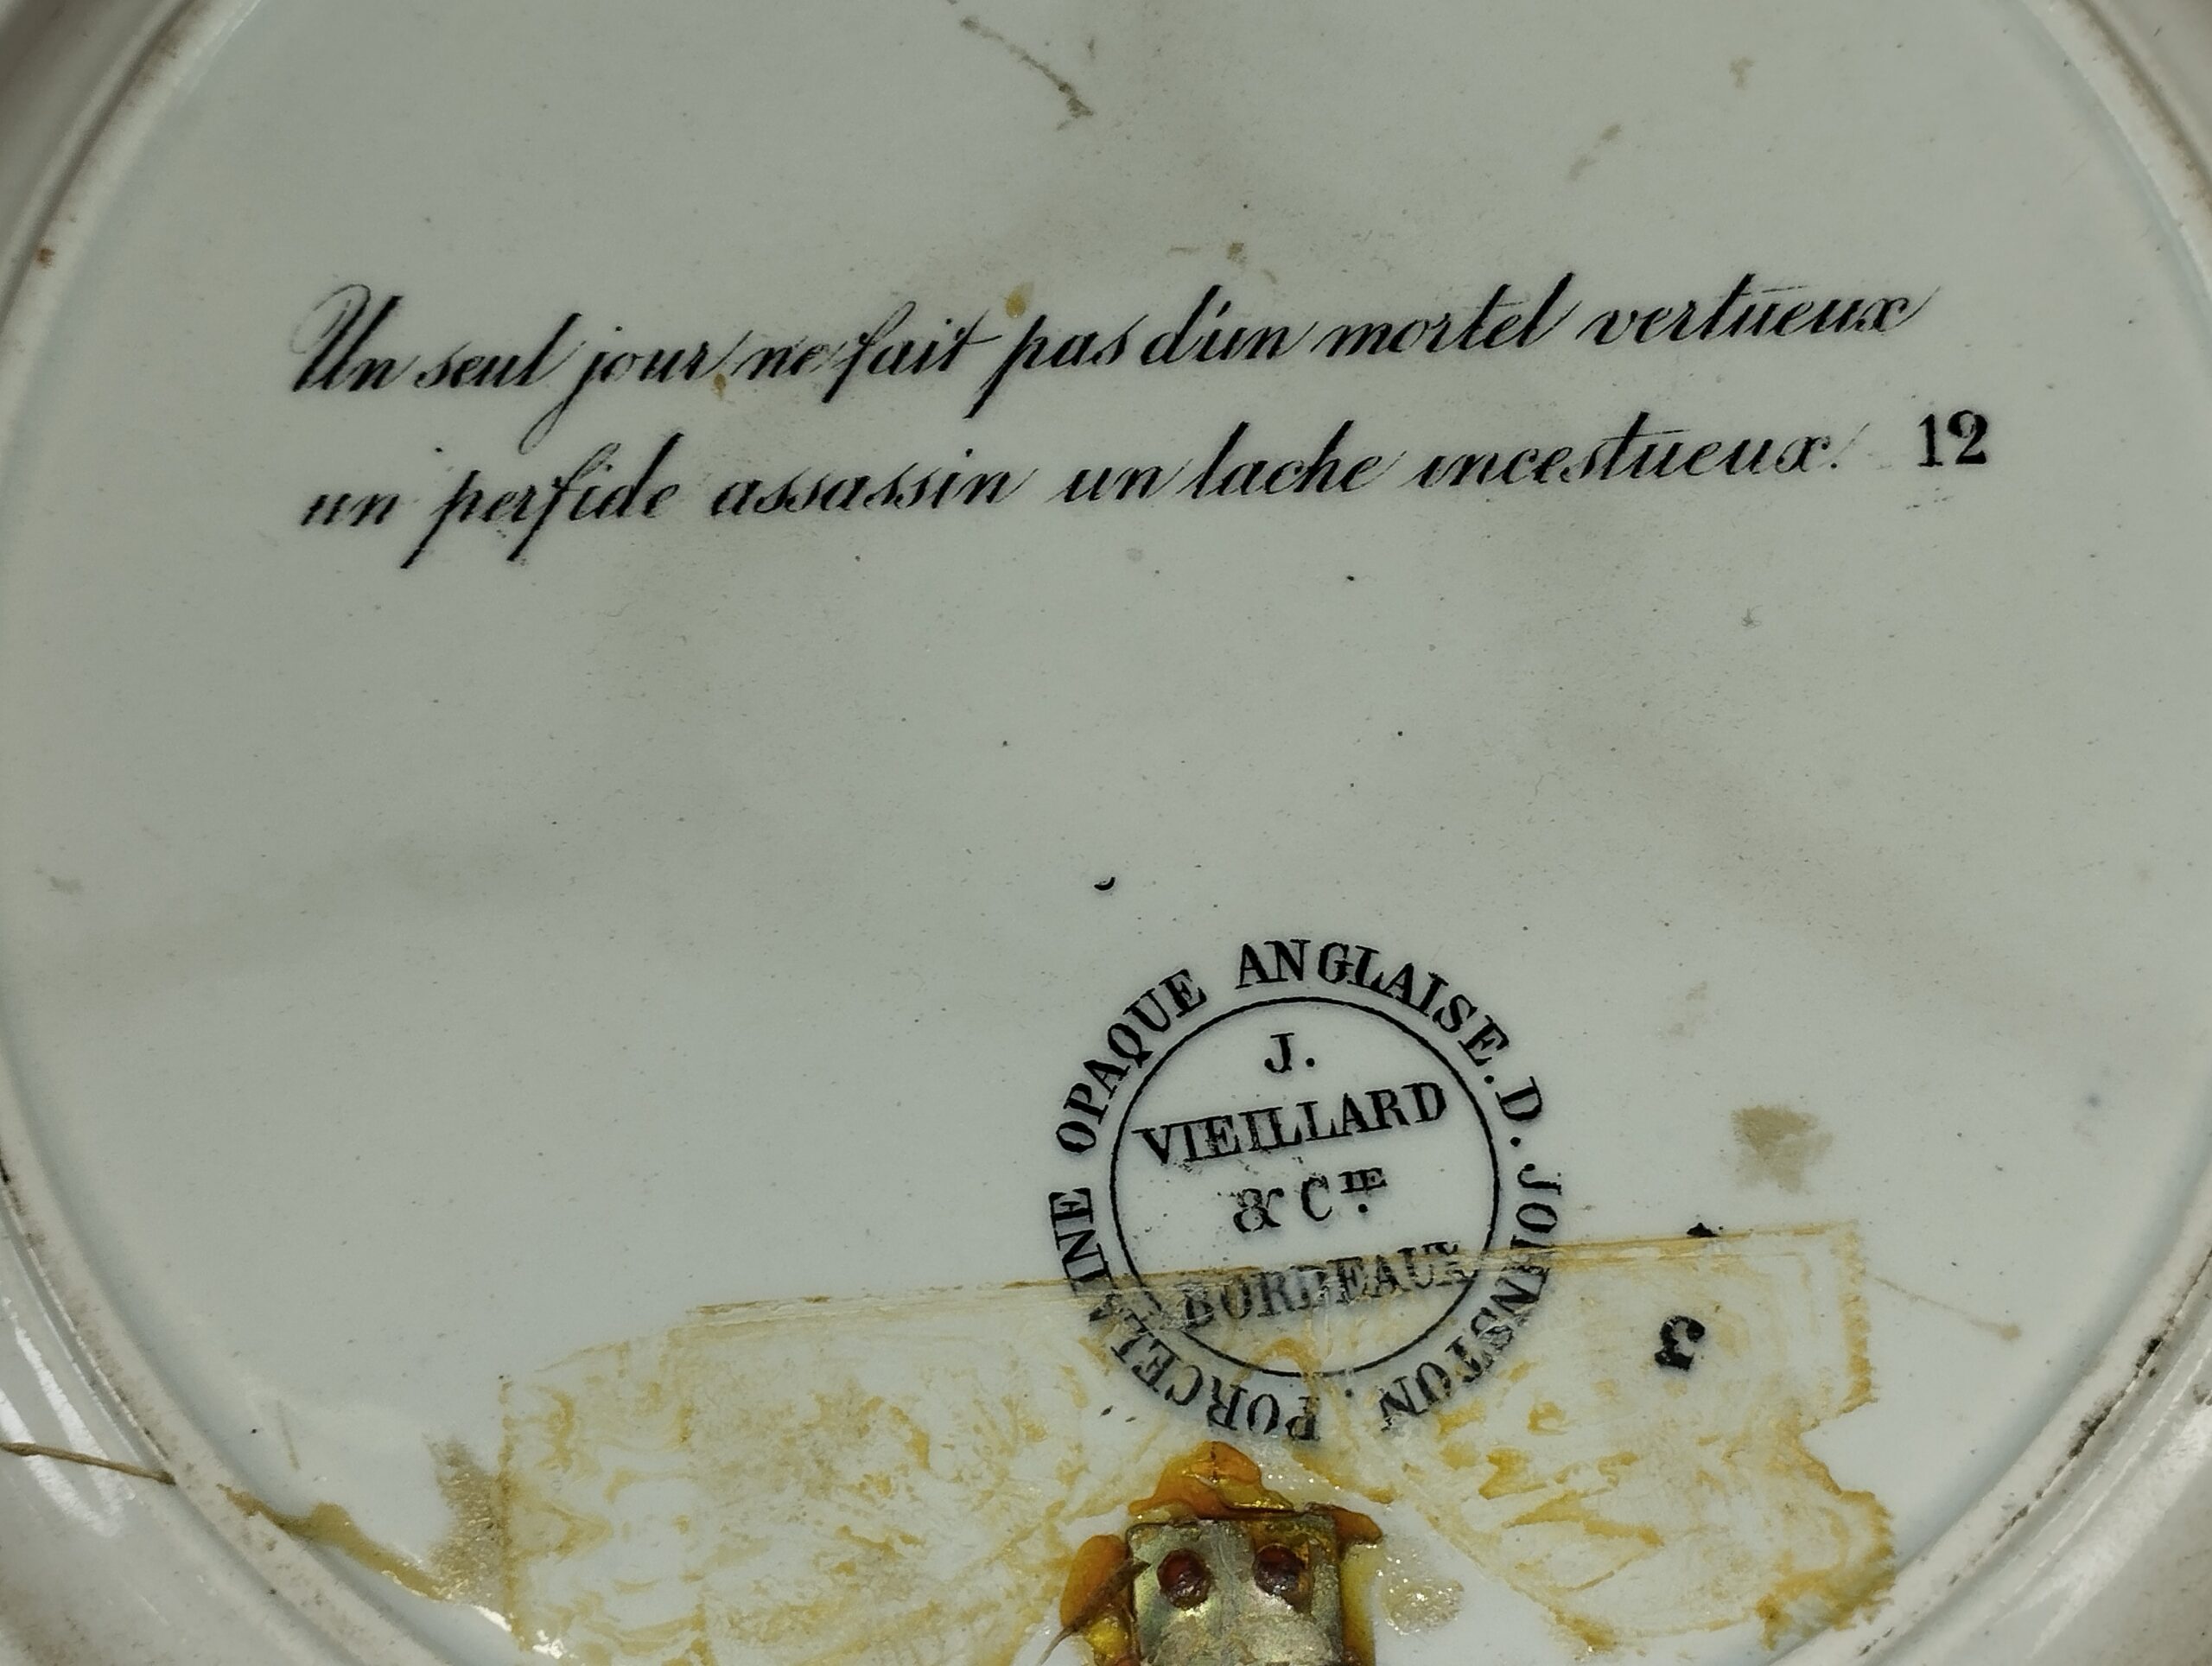 Un seul jour ne fait pas d'un mortel vertueux
un perfide assassin un lache incestueux. 12
PORCELAINE OPAQUE ANGLAISE. D. JOHNSTON.
J.
VIEILLARD
& CIE.
BORDEAUX
3